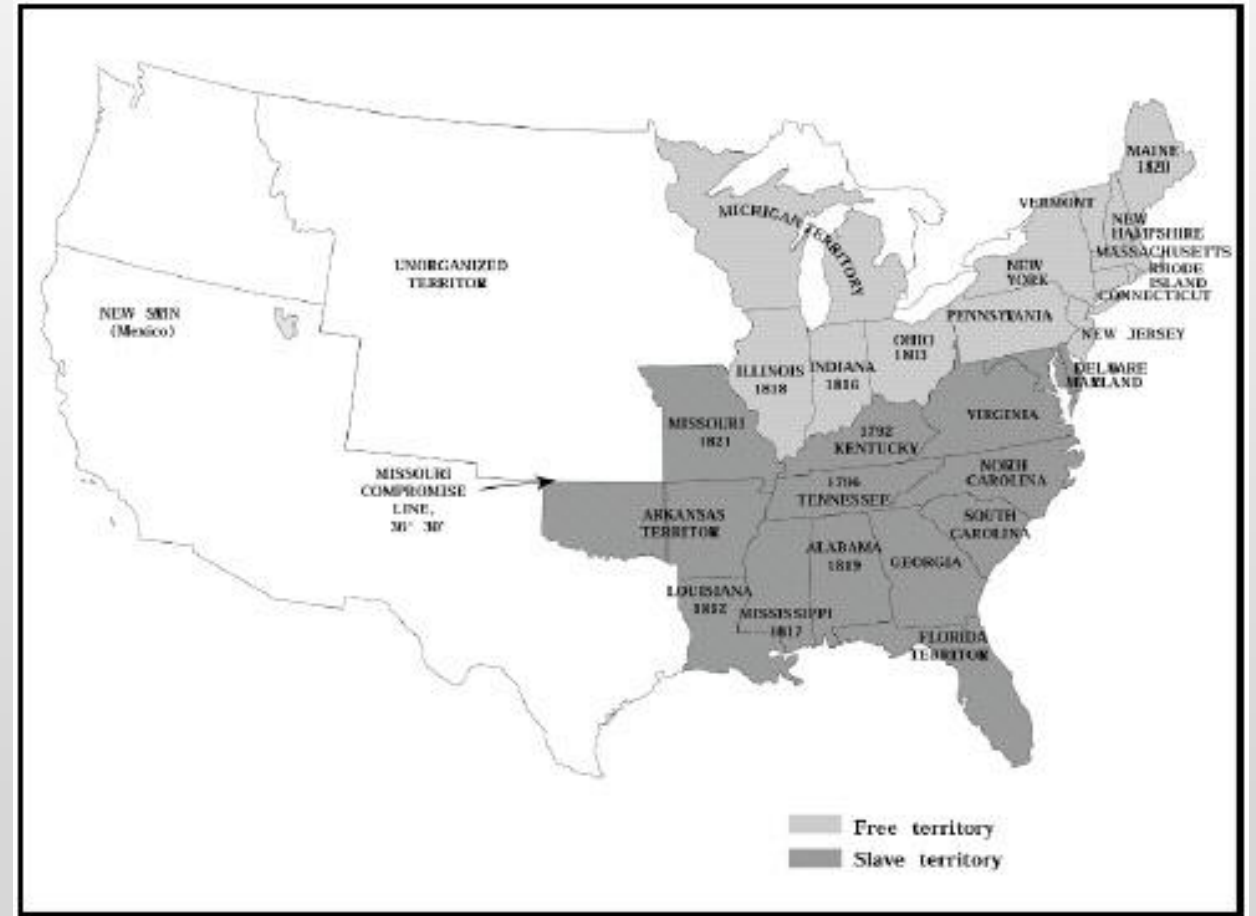 MAINE
1820
VERMONT
NEW
HAMPSHIRE
MASSACHUSETTS
RHODE
ISLAND
CONNECTICUT
NEW
YORK
PENNSYLVANIA
NEW JERSEY
DELAWARE
MARYLAND
MICHIGAN TERRITORY
UNORGANIZED
TERRITOR
NEW SPAIN
(Mexico)
OHIO
1803
ILLINOIS
1818
INDIANA
1816
MISSOURI
1821
1792
KENTUCKY
VIRGINIA
MISSOURI
COMPROMISE
LINE,
36° 30'
1796
TENNESSEE
NORTH
CAROLINA
ARKANSAS
TERRITOR
SOUTH
CAROLINA
ALABAMA
1819
GEORGIA
LOUISIANA
1812
MISSISSIPPI
1817
FLORIDA
TERRITOR
Free territory
Slave territory